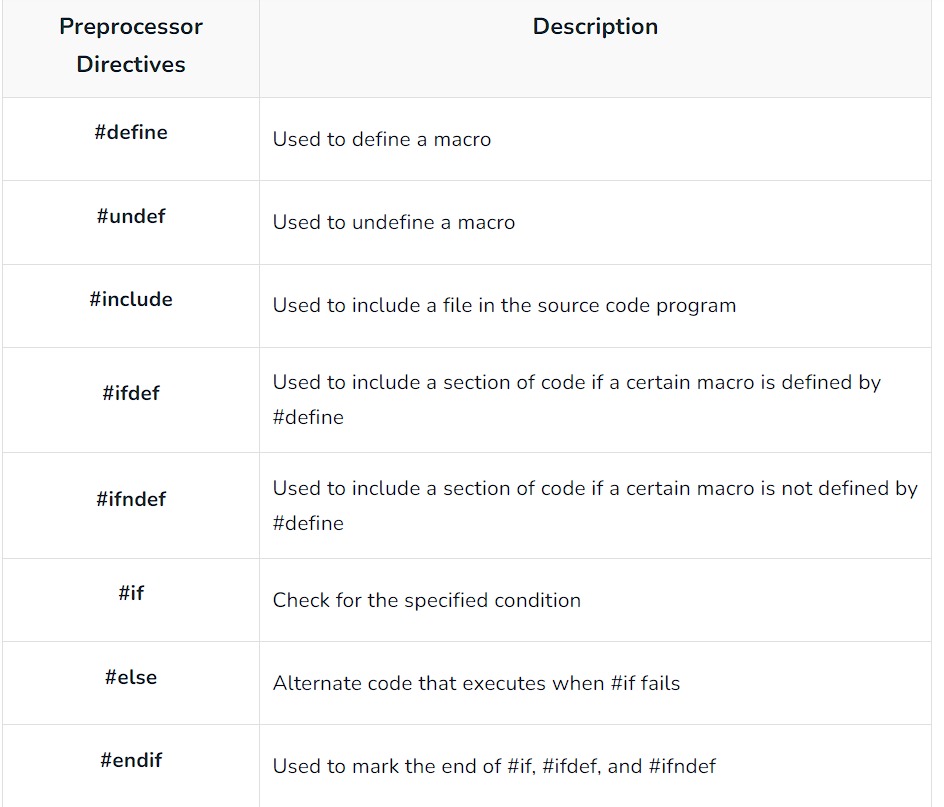 Preprocessor
Directives
Description
#define
Used to define a macro
#undef
Used to undefine a macro
#include
Used to include a file in the source code program
#ifdef
Used to include a section of code if a certain macro is defined by
#define
#ifndef
Used to include a section of code if a certain macro is not defined by
#define
#if
Check for the specified condition
#else
Alternate code that executes when #if fails
#endif
Used to mark the end of #if, #ifdef, and #ifndef